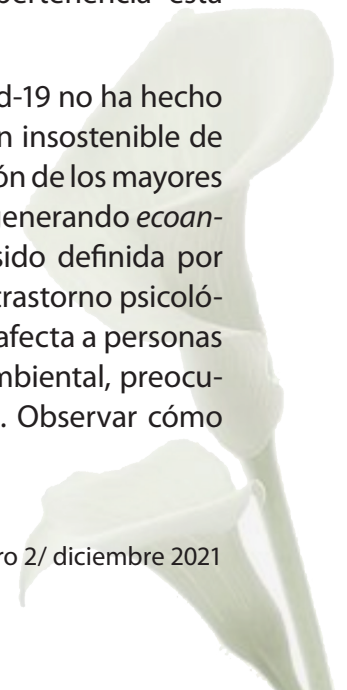 pertenencia esta
d-19 no ha hecho
n insostenible de
ón de los mayores
enerando ecoan-
sido definida por
trastorno psicoló-
afecta a personas
mbiental, preocu-
. Observar cómo
ro 2/ diciembre 2021